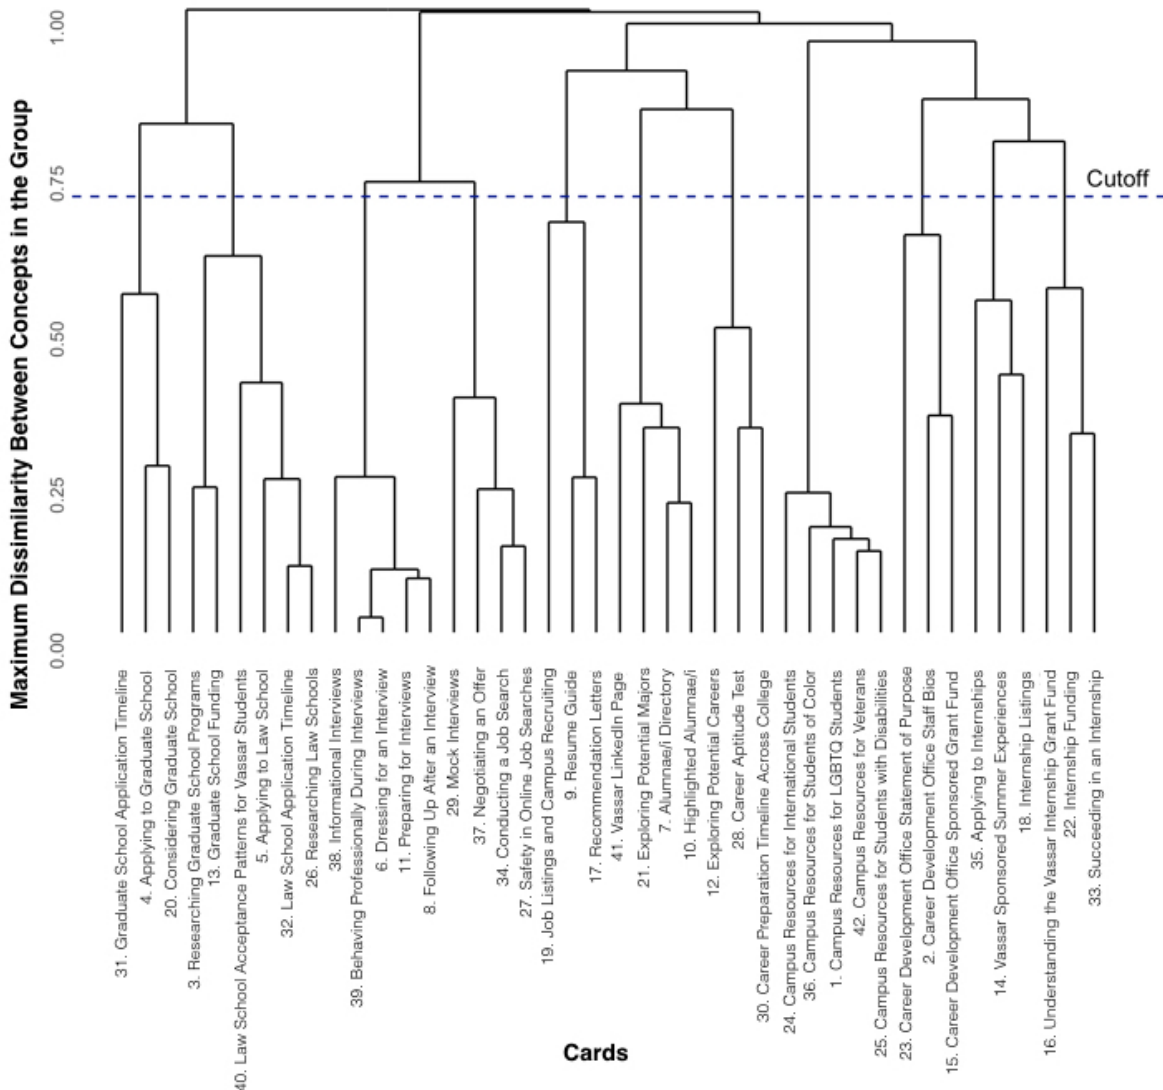 Maximum Dissimilarity Between Concepts in the Group
1.00
0.75
0.50
0.25
0.00
Cutoff
31. Graduate School Application Timeline
4. Applying to Graduate School
20. Considering Graduate School
3. Researching Graduate School Programs
13. Graduate School Funding
40. Law School Acceptance Patterns for Vassar Students
5. Applying to Law School
32. Law School Application Timeline
26. Researching Law Schools
38. Informational Interviews
39. Behaving Professionally During Interviews
6. Dressing for an Interview
11. Preparing for Interviews
8. Following Up After an Interview
29. Mock Interviews
37. Negotiating an Offer
34. Conducting a Job Search
27. Safety in Online Job Searches
19. Job Listings and Campus Recruiting
9. Resume Guide
17. Recommendation Letters
41. Vassar LinkedIn Page
21. Exploring Potential Majors
7. Alumnae/i Directory
10. Highlighted Alumnae/i
12. Exploring Potential Careers
28. Career Aptitude Test
30. Career Preparation Timeline Across College
24. Campus Resources for International Students
36. Campus Resources for Students of Color
1. Campus Resources for LGBTQ Students
42. Campus Resources for Veterans
25. Campus Resources for Students with Disabilities
23. Career Development Office Statement of Purpose
2. Career Development Office Staff Bios
15. Career Development Office Sponsored Grant Fund
35. Applying to Internships
14. Vassar Sponsored Summer Experiences
18. Internship Listings
16. Understanding the Vassar Internship Grant Fund
22. Internship Funding
33. Succeeding in an Internship
Cards